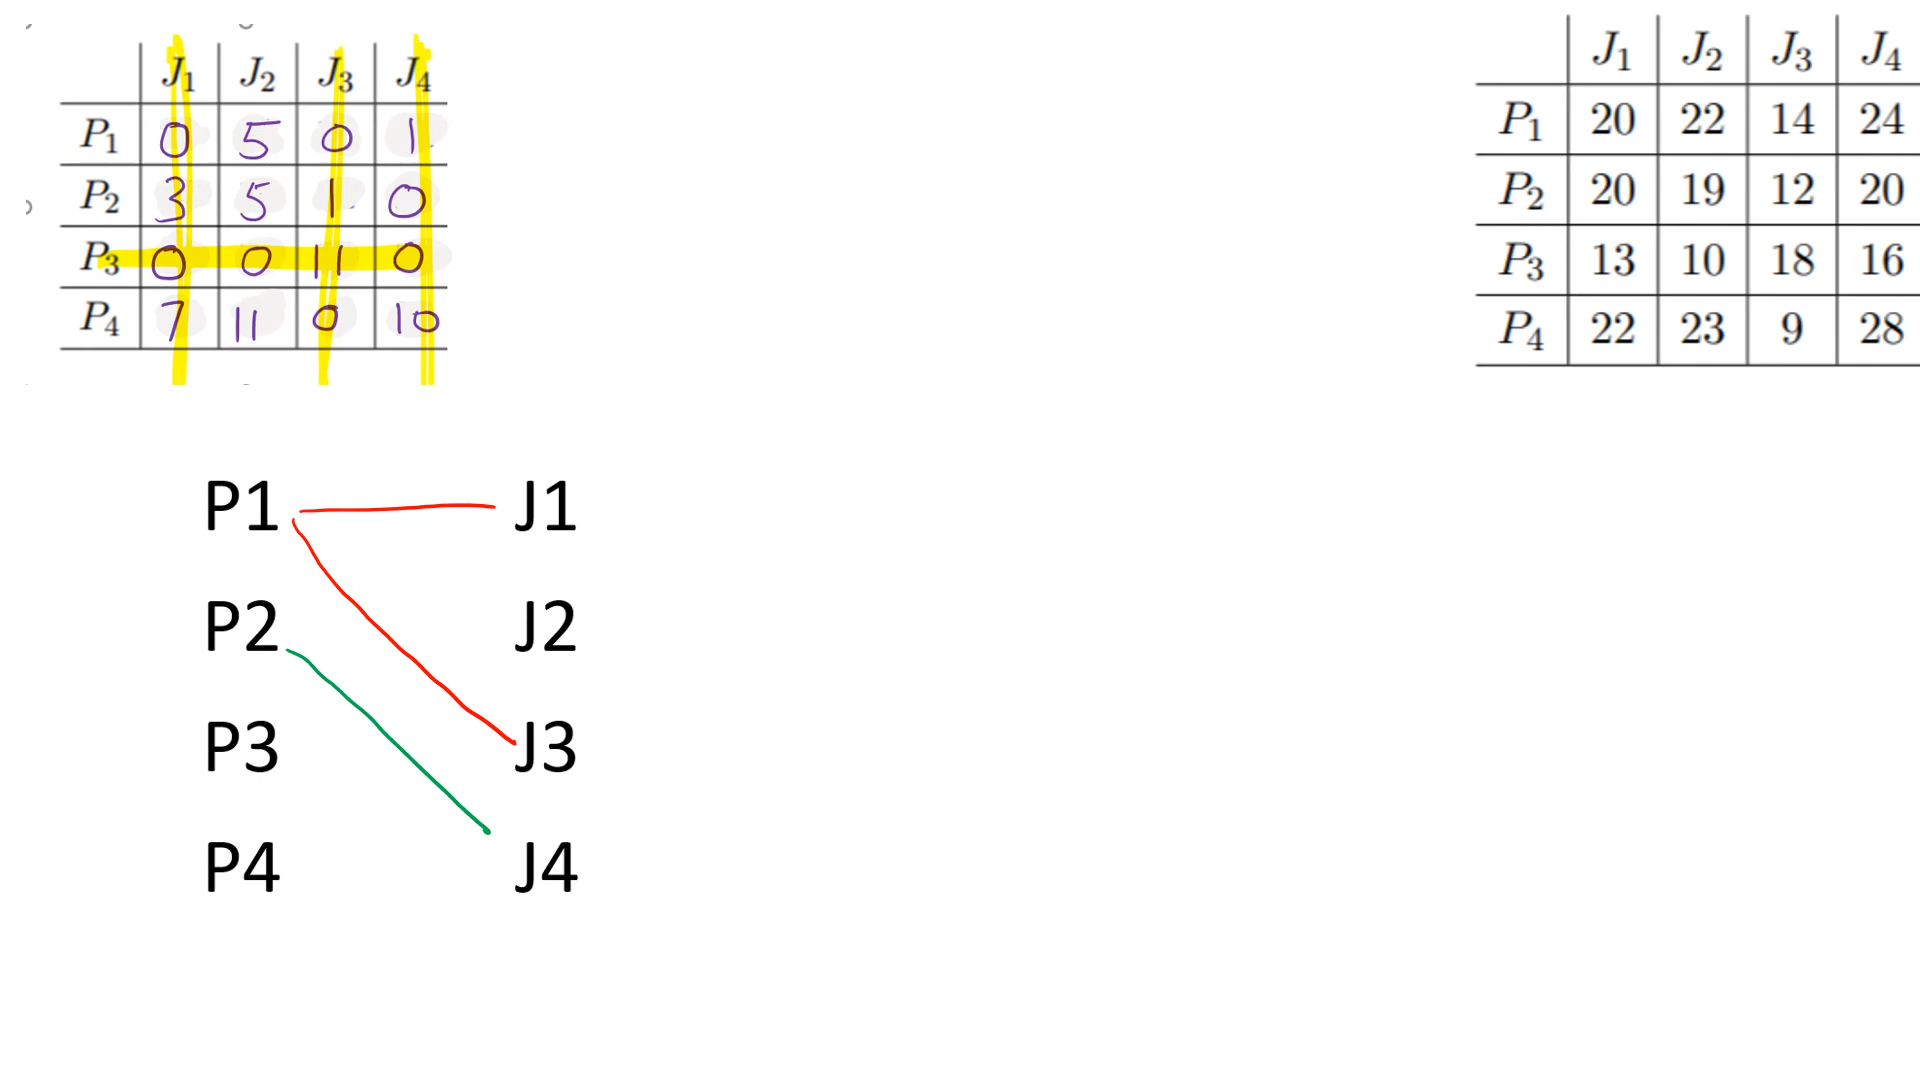 J1 J2 J3 J4
P1 0 5 0 1
P2 3 5 1 0
P3 0 0 11 0
P4 7 11 0 10
J1 J2 J3 J4
P1 20 22 14 24
P2 20 19 12 20
P3 13 10 18 16
P4 22 23 9 28
P1 J1
P2 J2
P3 J3
P4 J4